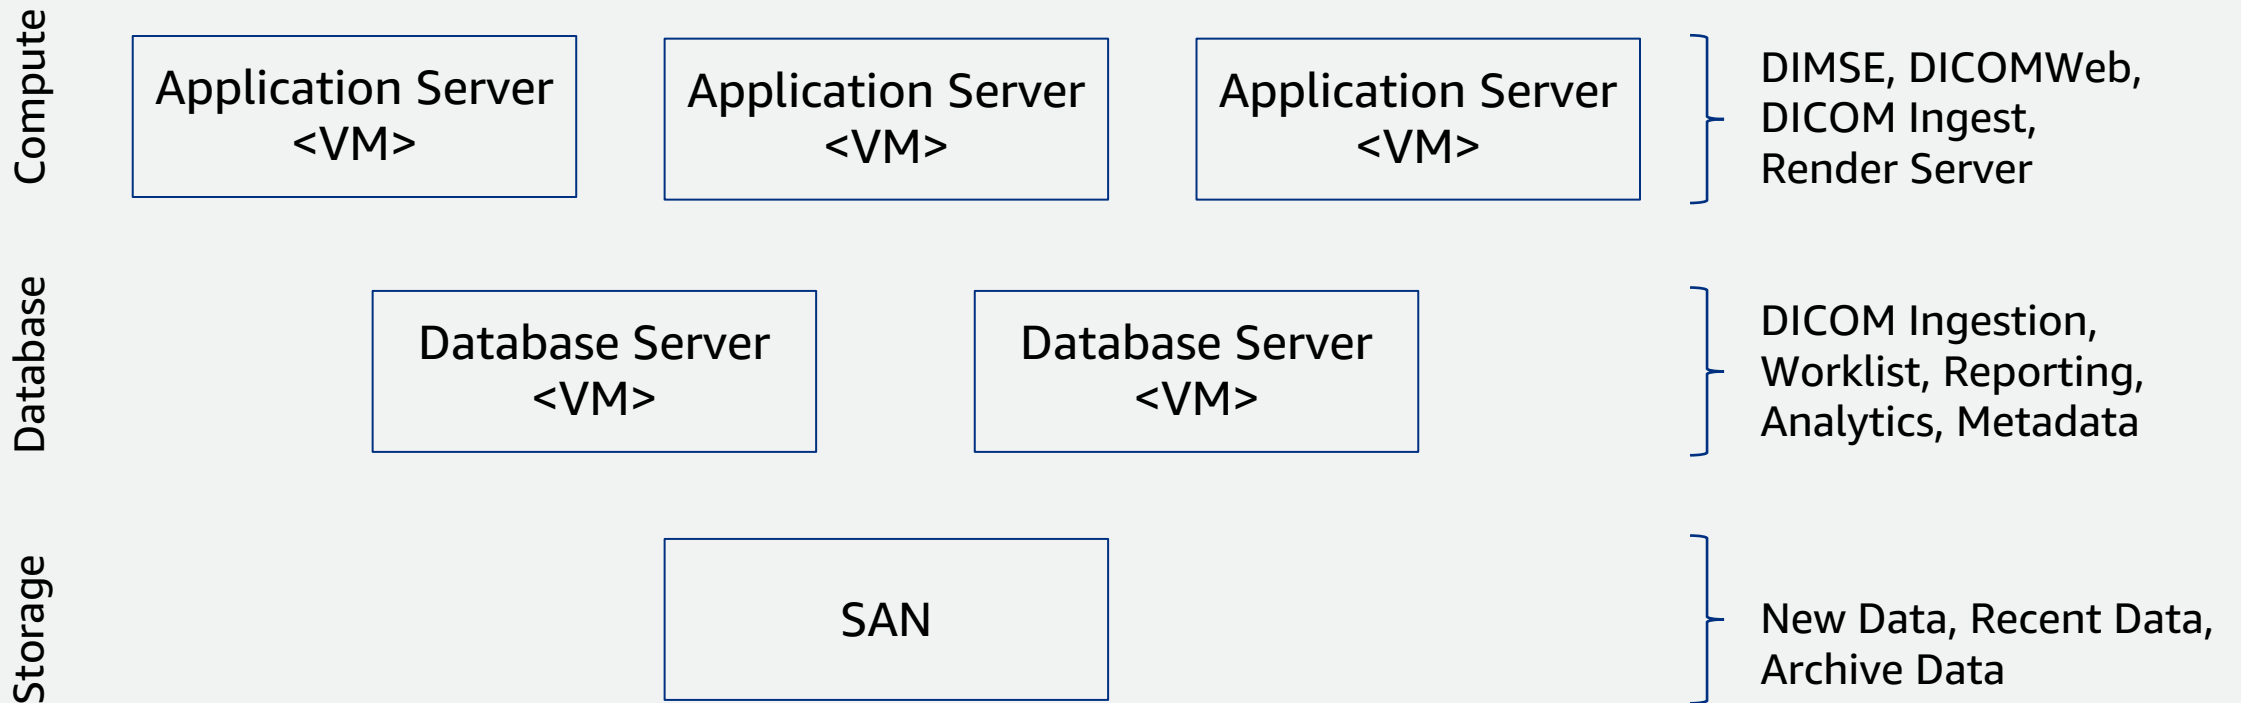 Compute
Application Server
<VM>
Application Server
<VM>
Application Server
<VM>
DIMSE, DICOMWeb,
DICOM Ingest,
Render Server
Database
Database Server
<VM>
Database Server
<VM>
DICOM Ingestion,
Worklist, Reporting,
Analytics, Metadata
Storage
SAN
New Data, Recent Data,
Archive Data